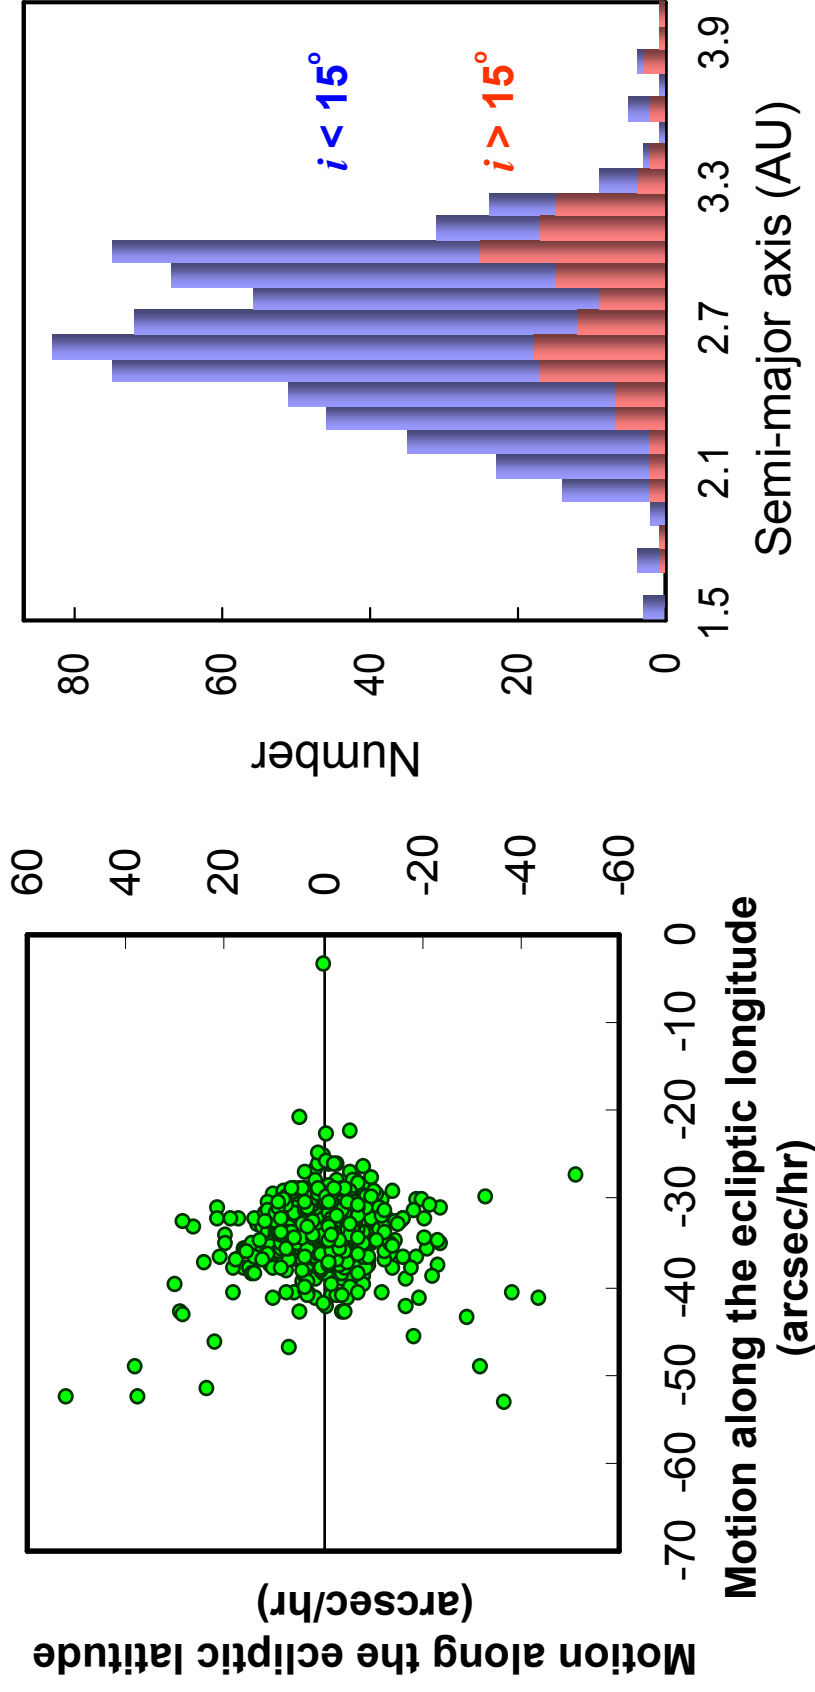 Motion along the ecliptic latitude
(arcsec/hr)
60
40
20
0
-20
-40
-60
-70 -60 -50 -40 -30 -20 -10 0
Motion along the ecliptic longitude
(arcsec/hr)
Number
80
60
40
20
0
i < 15°
i > 15°
1.5 2.1 2.7 3.3 3.9
Semi-major axis (AU)